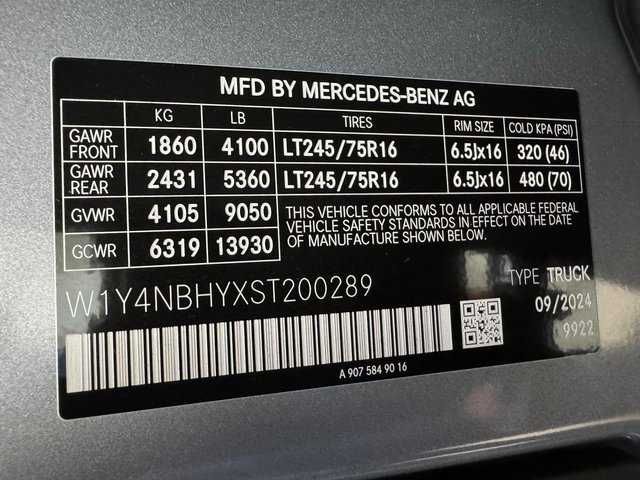 MFD BY MERCEDES-BENZ AG
KG LB TIRES RIM SIZE COLD KPA (PSI)
GAWR FRONT 1860 4100 LT245/75R16 6.5Jx16 320 (46)
GAWR REAR 2431 5360 LT245/75R16 6.5Jx16 480 (70)
GVWR 4105 9050
GCWR 6319 13930
THIS VEHICLE CONFORMS TO ALL APPLICABLE FEDERAL
VEHICLE SAFETY STANDARDS IN EFFECT ON THE DATE
OF MANUFACTURE SHOWN BELOW.
W1Y4NBHYXST200289
TYPE TRUCK
09/2024
9922
A 907 584 90 16